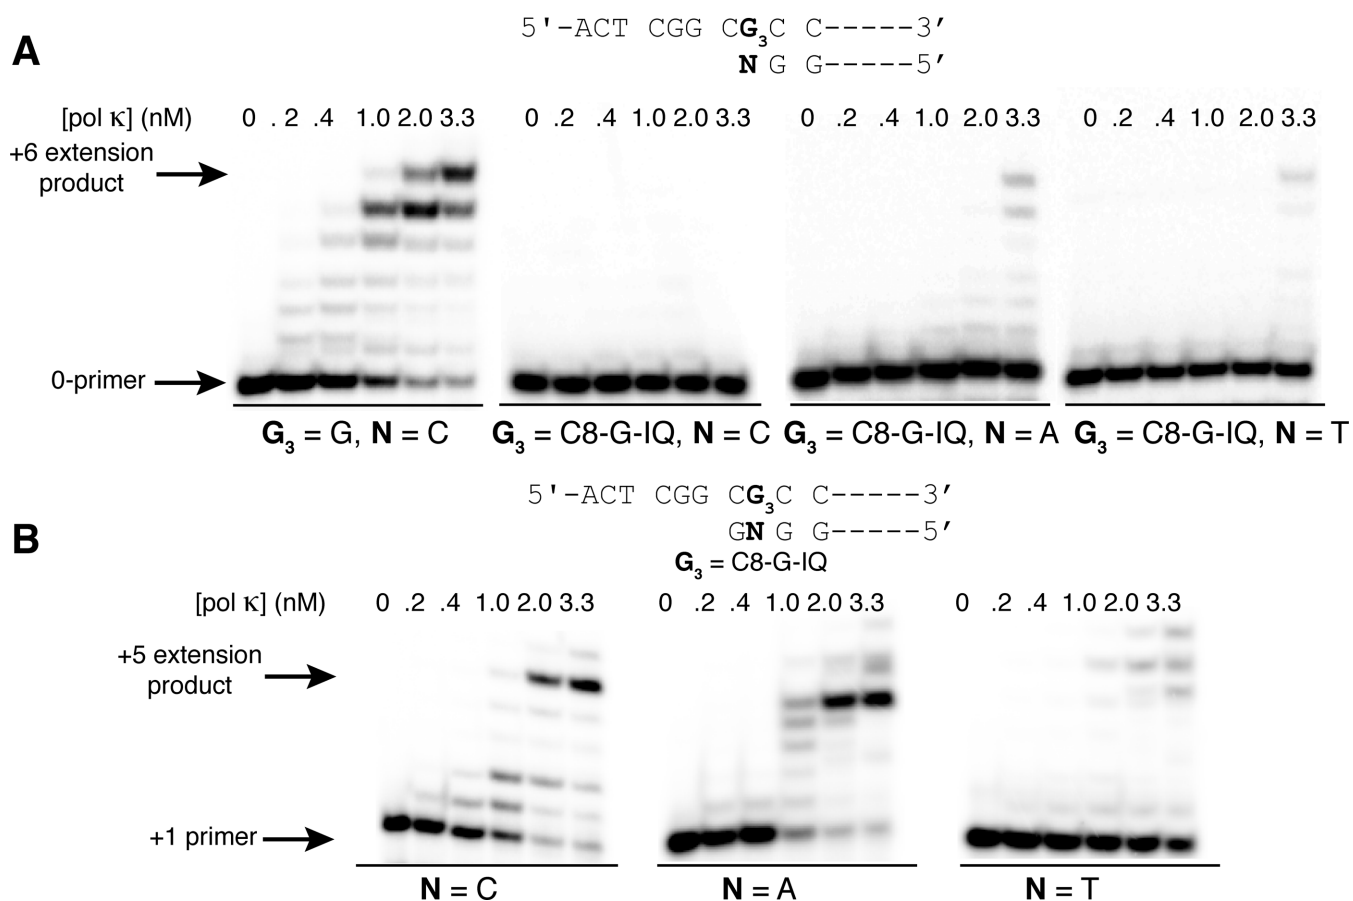 A
5'-ACT CGG CG3C C-----3'
N G G-----5'
[pol κ] (nM) 0 .2 .4 1.0 2.0 3.3 0 .2 .4 1.0 2.0 3.3 0 .2 .4 1.0 2.0 3.3 0 .2 .4 1.0 2.0 3.3
+6 extension
product
0-primer
G3 = G, N = C G3 = C8-G-IQ, N = C G3 = C8-G-IQ, N = A G3 = C8-G-IQ, N = T
B
5'-ACT CGG CG3C C-----3'
GN G G-----5'
G3 = C8-G-IQ
[pol κ] (nM) 0 .2 .4 1.0 2.0 3.3 0 .2 .4 1.0 2.0 3.3 0 .2 .4 1.0 2.0 3.3
+5 extension
product
+1 primer
N = C N = A N = T